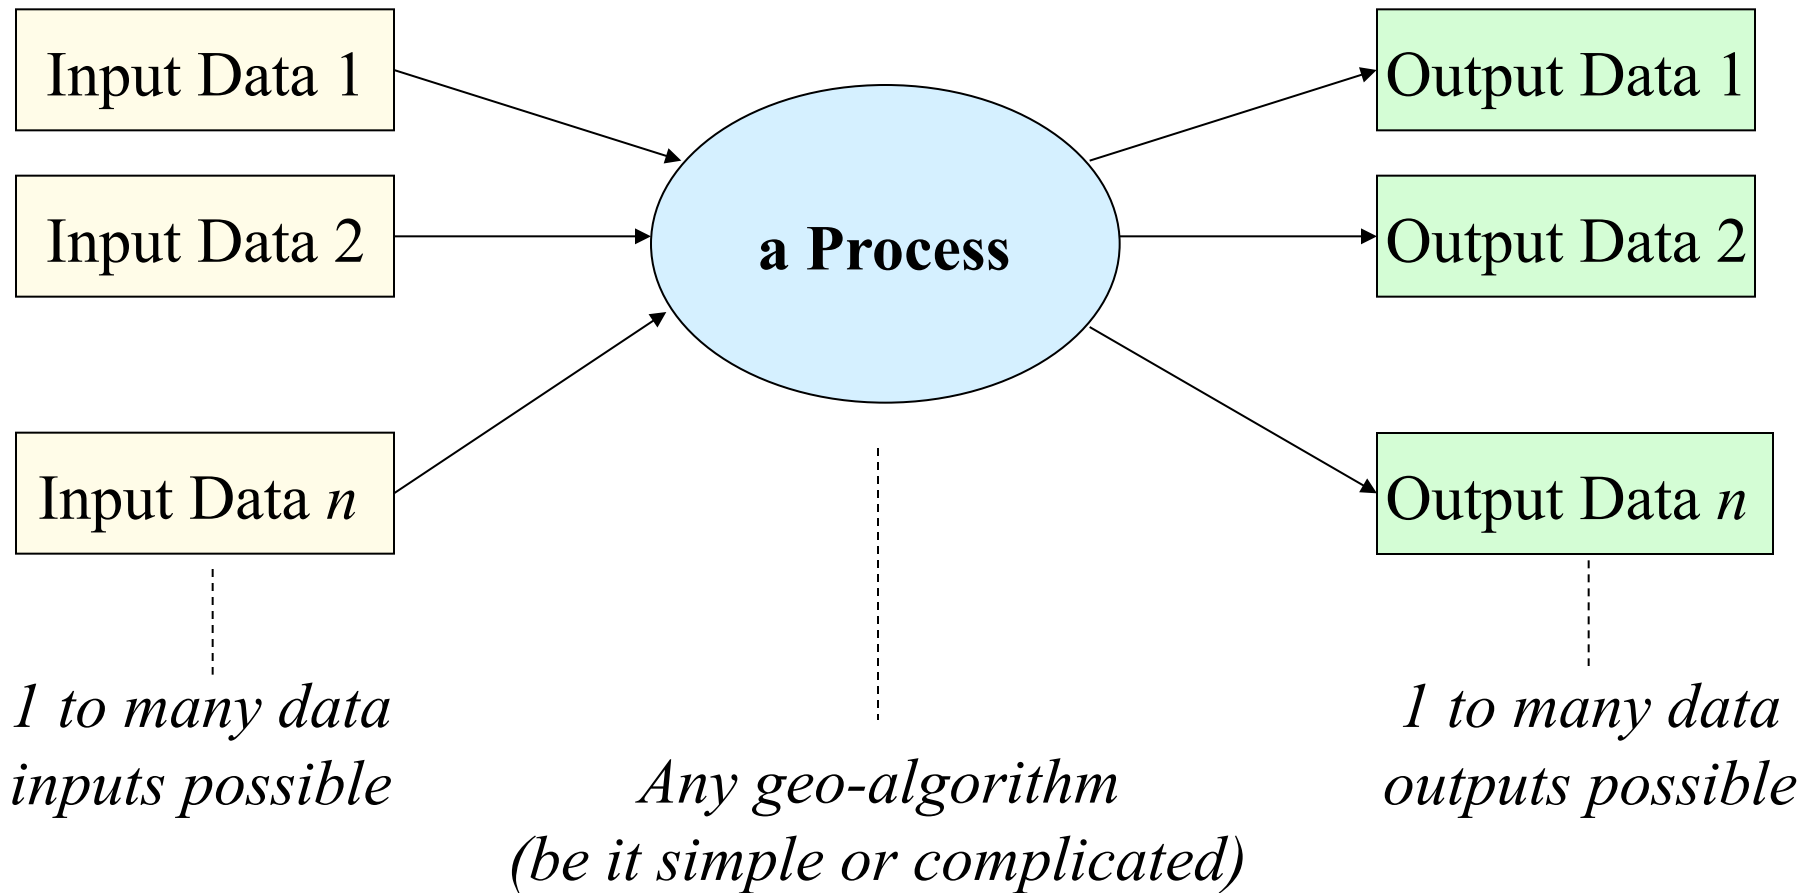 Input Data 1
Input Data 2
Input Data n
a Process
Output Data 1
Output Data 2
Output Data n
1 to many data
inputs possible
Any geo-algorithm
(be it simple or complicated)
1 to many data
outputs possible